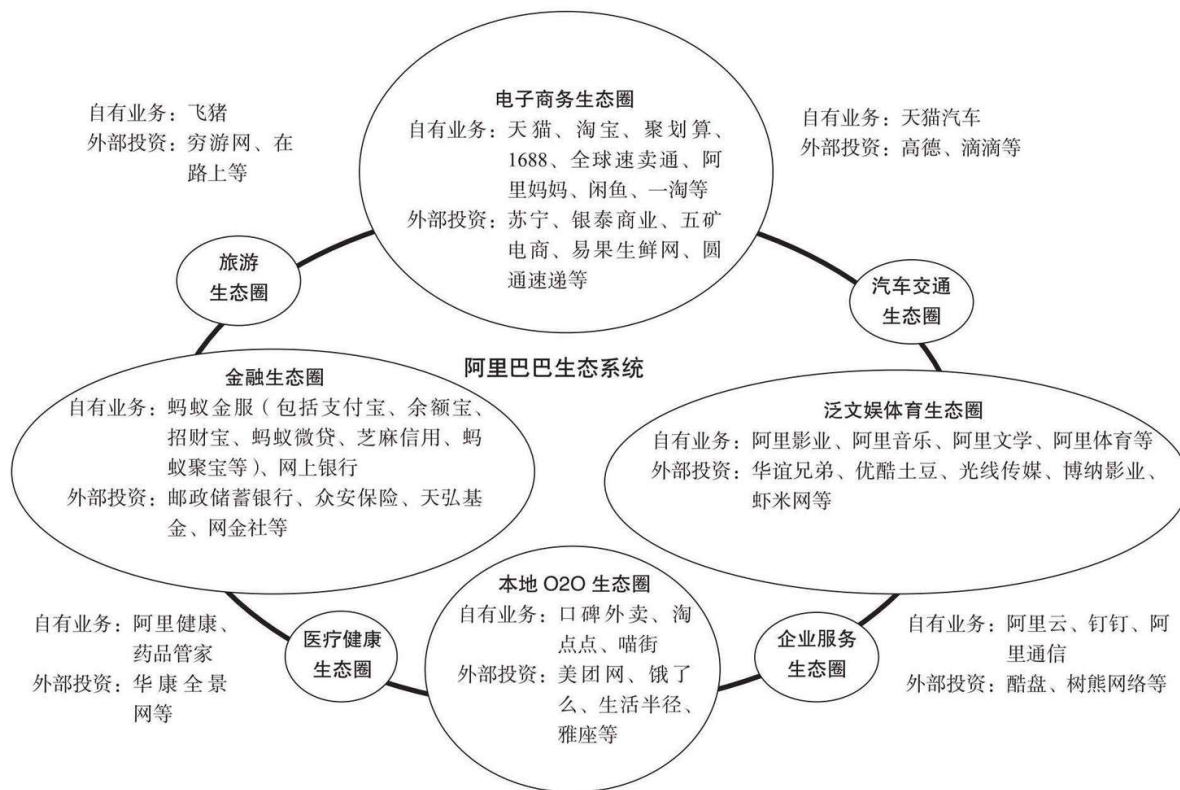 电子商务生态圈
自有业务：天猫、淘宝、聚划算、
1688、全球速卖通、阿
里妈妈、闲鱼、一淘等
外部投资：苏宁、银泰商业、五矿
电商、易果生鲜网、圆
通速递等
自有业务：飞猪
外部投资：穷游网、在
路上等
旅游
生态圈
自有业务：天猫汽车
外部投资：高德、滴滴等
汽车交通
生态圈
阿里巴巴生态系统
金融生态圈
自有业务：蚂蚁金服（包括支付宝、余额宝、
招财宝、蚂蚁微贷、芝麻信用、蚂
蚁聚宝等）、网上银行
外部投资：邮政储蓄银行、众安保险、天弘基
金、网金社等
泛文娱体育生态圈
自有业务：阿里影业、阿里音乐、阿里文学、阿里体育等
外部投资：华谊兄弟、优酷土豆、光线传媒、博纳影业、
虾米网等
自有业务：阿里健康、
药品管家
外部投资：华康全景
网等
医疗健康
生态圈
本地 O2O 生态圈
自有业务：口碑外卖、淘
点点、喵街
外部投资：美团网、饿了
么、生活半径、
雅座等
企业服务
生态圈
自有业务：阿里云、钉钉、阿
里通信
外部投资：酷盘、树熊网络等